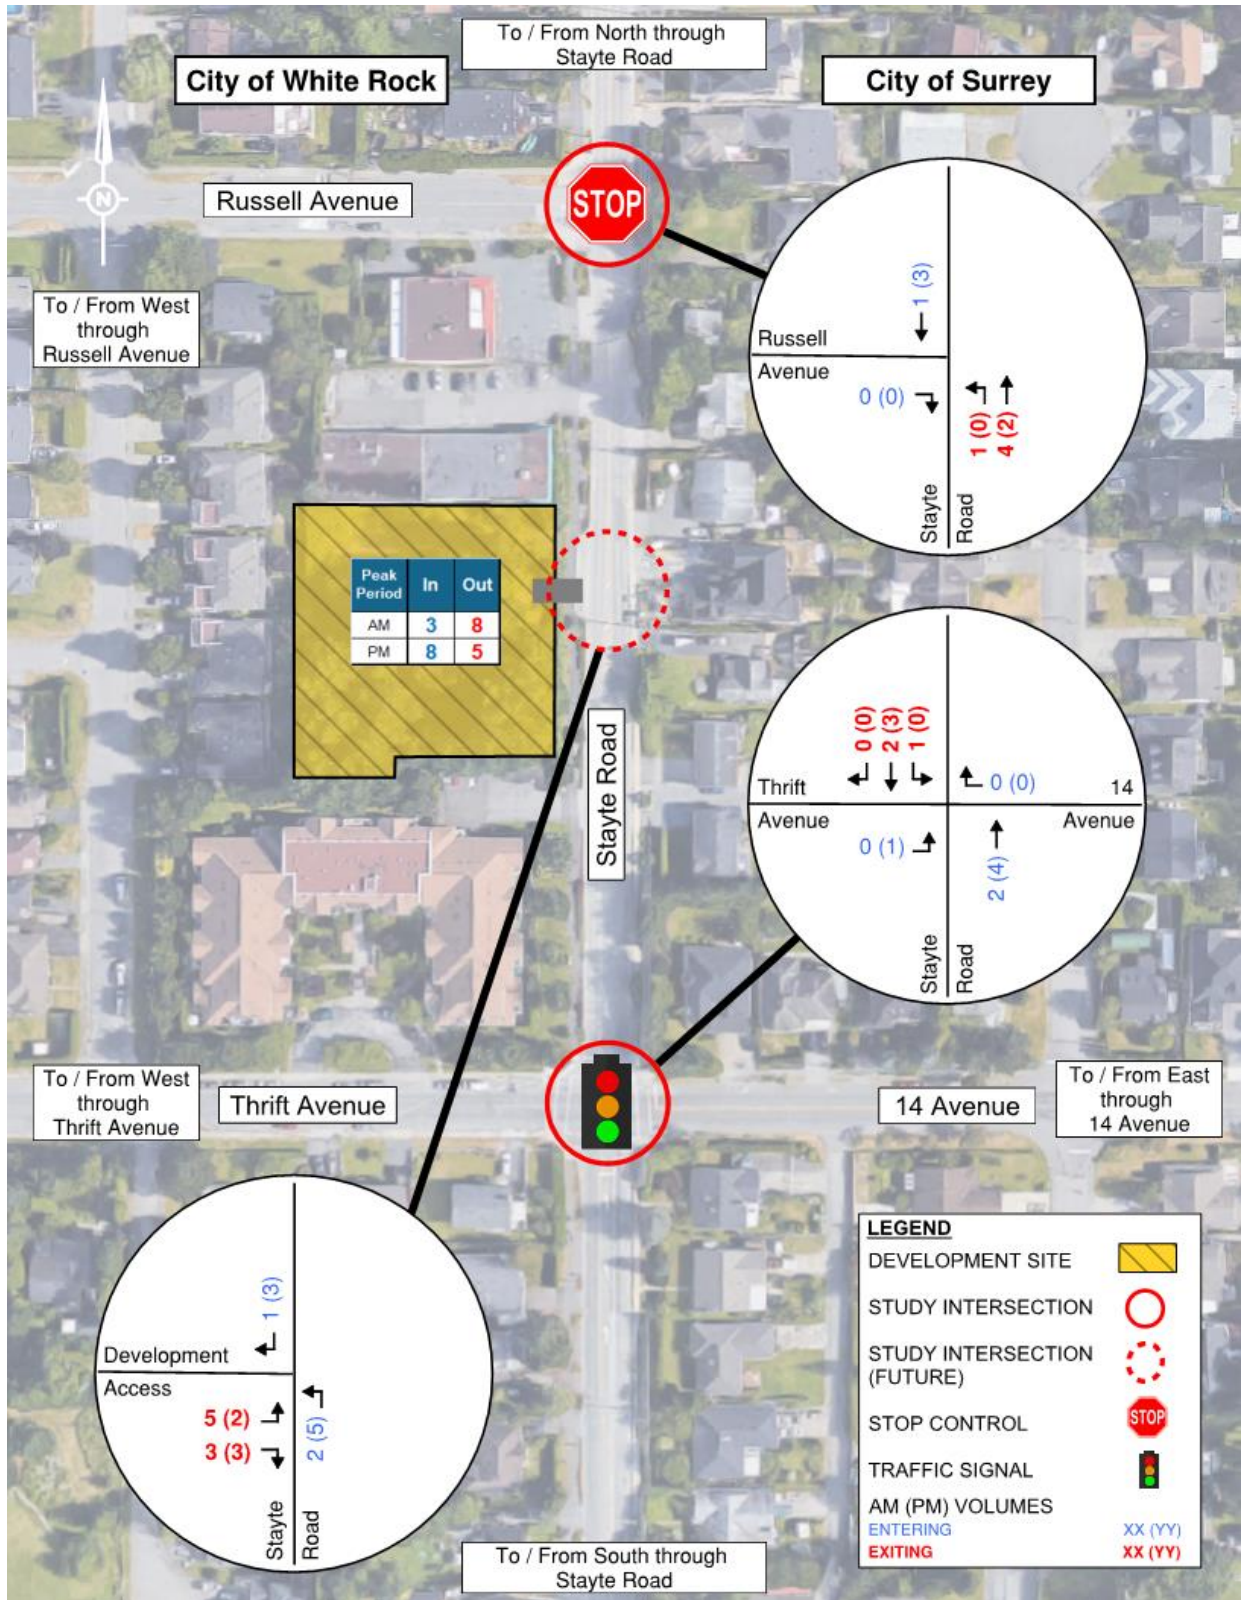 To / From North through
Stayte Road
City of White Rock
City of Surrey
N
Russell Avenue
STOP
To / From West
through
Russell Avenue
1 (3)
Russell
Avenue
0 (0)
1 (0)
4 (2)
Stayte
Road
Peak
Period
In
Out
AM
3
8
PM
8
5
Stayte Road
0 (0)
2 (3)
1 (0)
Thrift
0 (0)
14
Avenue
Avenue
0 (1)
2 (4)
Stayte
Road
To / From West
through
Thrift Avenue
Thrift Avenue
14 Avenue
To / From East
through
14 Avenue
1 (3)
Development
Access
5 (2)
3 (3)
2 (5)
Stayte
Road
LEGEND
DEVELOPMENT SITE
STUDY INTERSECTION
STUDY INTERSECTION
(FUTURE)
STOP CONTROL
STOP
TRAFFIC SIGNAL
AM (PM) VOLUMES
ENTERING XX (YY)
EXITING XX (YY)
To / From South through
Stayte Road